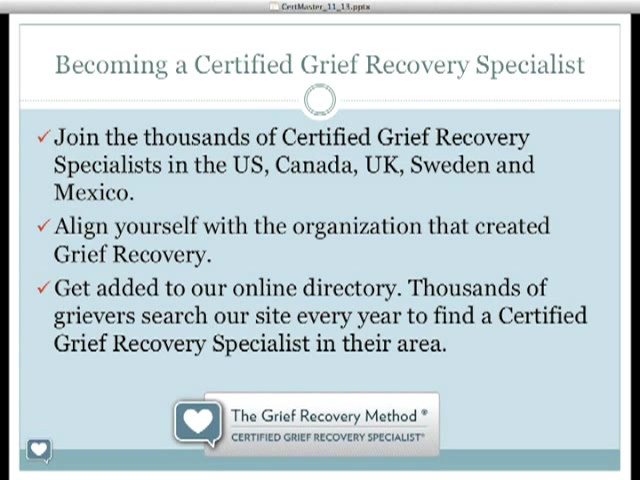 CertMaster_11_13.pptx
Becoming a Certified Grief Recovery Specialist
✓Join the thousands of Certified Grief Recovery
Specialists in the US, Canada, UK, Sweden and
Mexico.
✓Align yourself with the organization that created
Grief Recovery.
✓Get added to our online directory. Thousands of
grievers search our site every year to find a Certified
Grief Recovery Specialist in their area.
The Grief Recovery Method®
CERTIFIED GRIEF RECOVERY SPECIALIST®